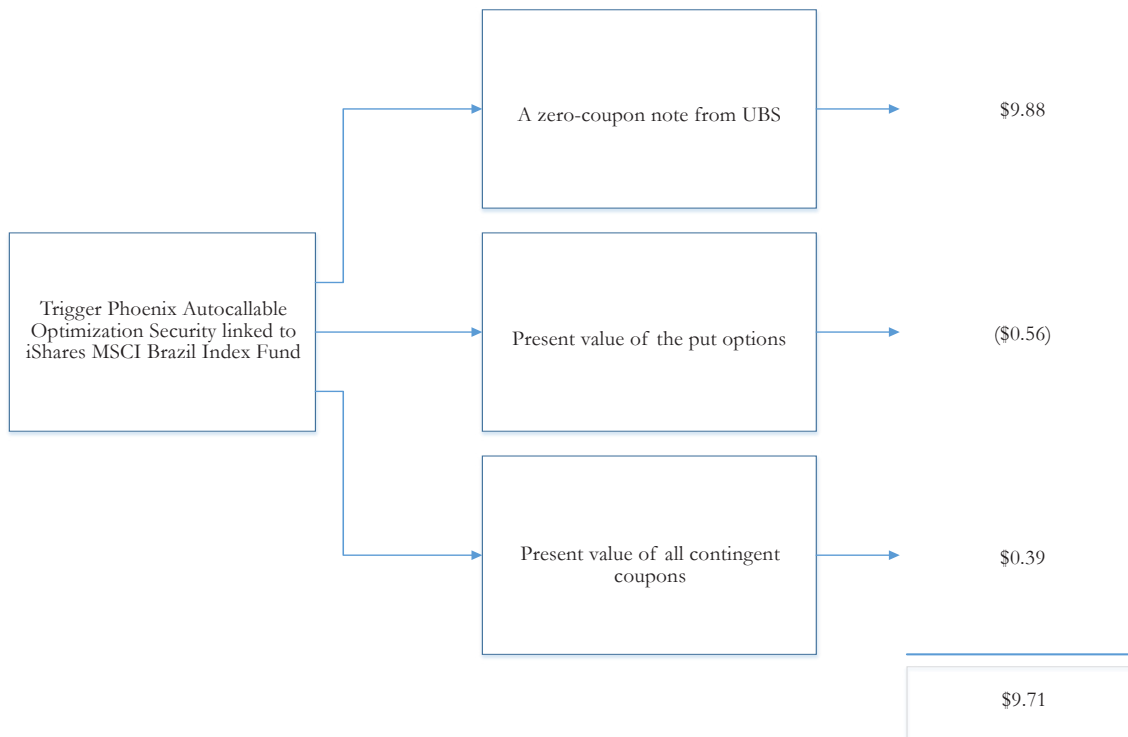 A zero-coupon note from UBS
$9.88
Trigger Phoenix Autocallable
Optimization Security linked to
iShares MSCI Brazil Index Fund
Present value of the put options
($0.56)
Present value of all contingent
coupons
$0.39
$9.71